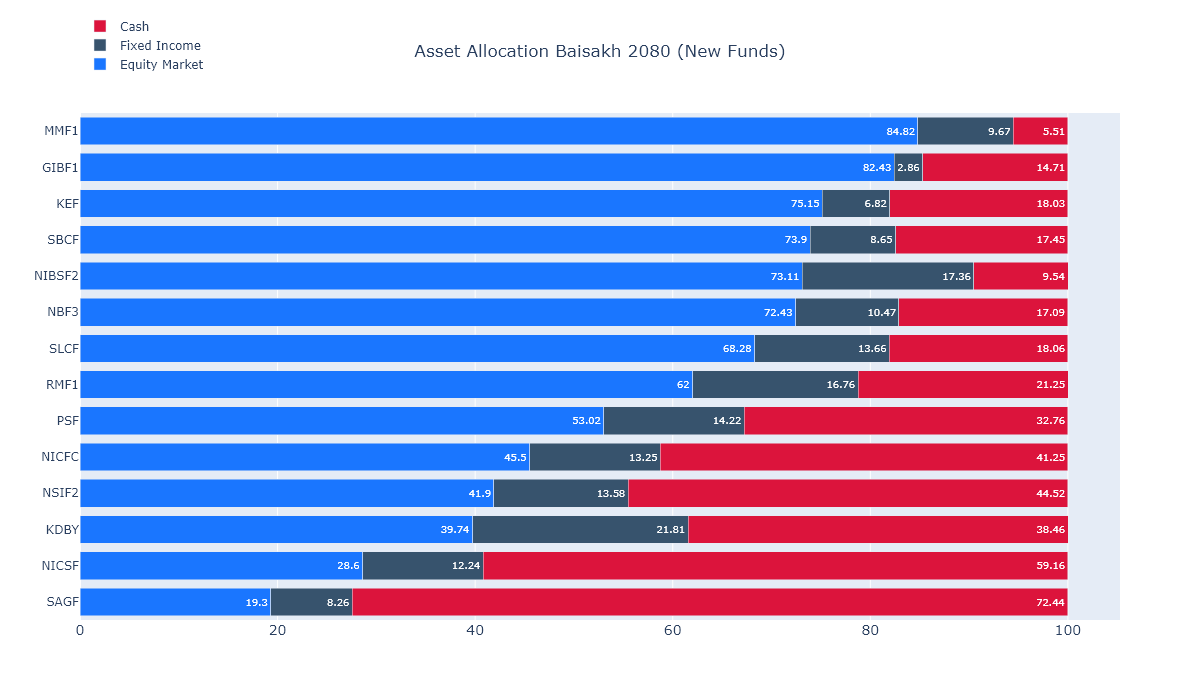 Cash
Fixed Income
Equity Market
Asset Allocation Baisakh 2080 (New Funds)
MMF1 84.82 9.67 5.51
GIBF1 82.43 2.86 14.71
KEF 75.15 6.82 18.03
SBCF 73.9 8.65 17.45
NIBSF2 73.11 17.36 9.54
NBF3 72.43 10.47 17.09
SLCF 68.28 13.66 18.06
RMF1 62 16.76 21.25
PSF 53.02 14.22 32.76
NICFC 45.5 13.25 41.25
NSIF2 41.9 13.58 44.52
KDBY 39.74 21.81 38.46
NICSF 28.6 12.24 59.16
SAGF 19.3 8.26 72.44
0 20 40 60 80 100